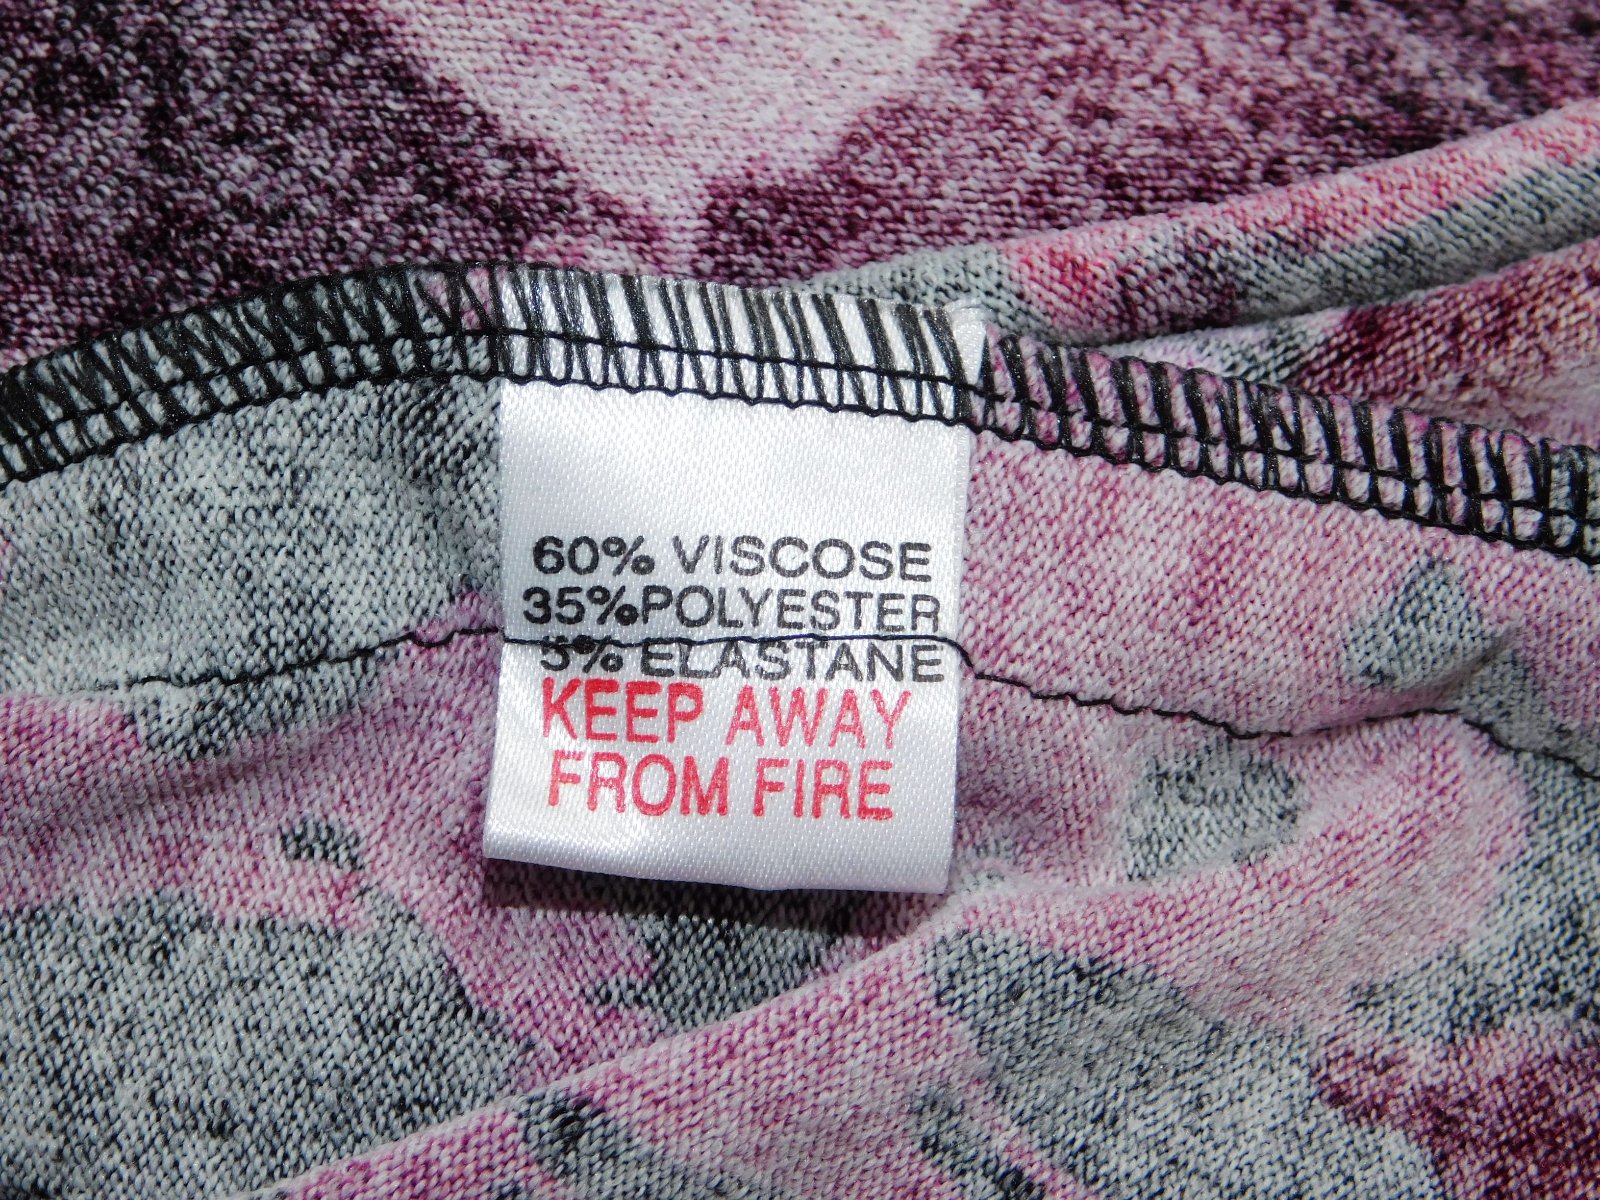 60% VISCOSE
35%POLYESTER
5% ELASTANE
KEEP AWAY
FROM FIRE